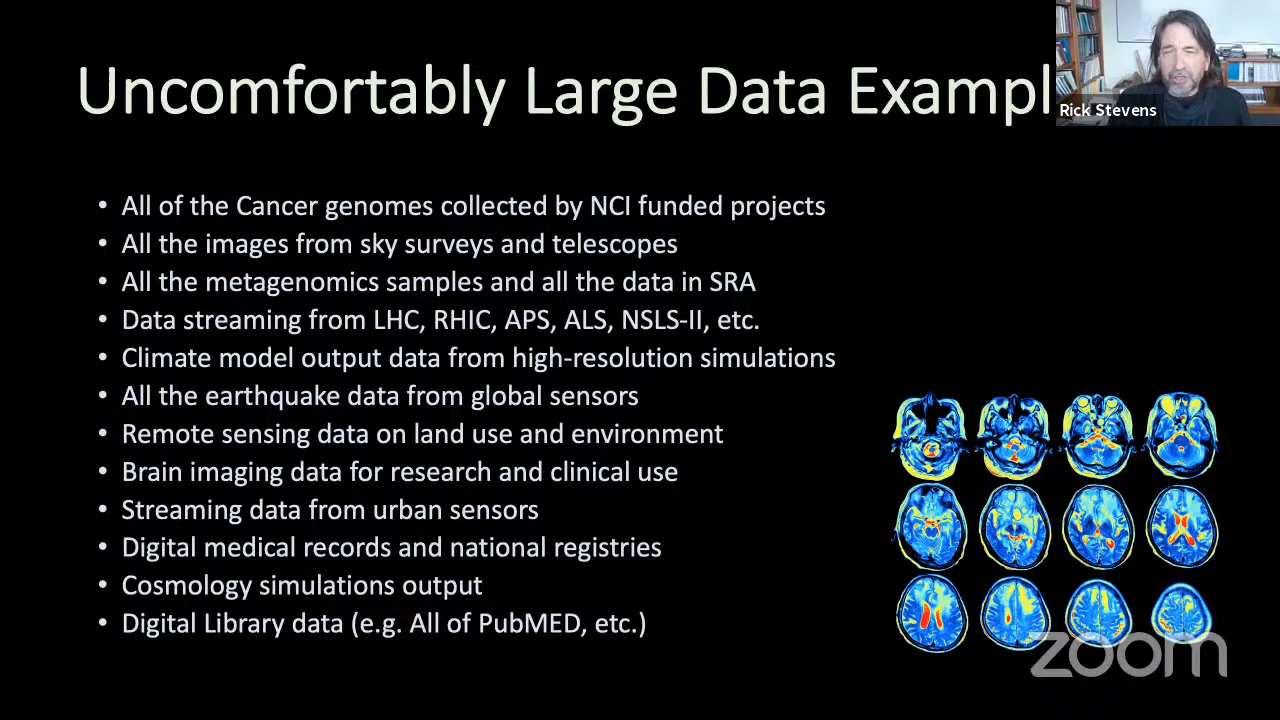 Uncomfortably Large Data Exampl
Rick Stevens
• All of the Cancer genomes collected by NCI funded projects
• All the images from sky surveys and telescopes
• All the metagenomics samples and all the data in SRA
• Data streaming from LHC, RHIC, APS, ALS, NSLS-II, etc.
• Climate model output data from high-resolution simulations
• All the earthquake data from global sensors
• Remote sensing data on land use and environment
• Brain imaging data for research and clinical use
• Streaming data from urban sensors
• Digital medical records and national registries
• Cosmology simulations output
• Digital Library data (e.g. All of PubMED, etc.)
zoom